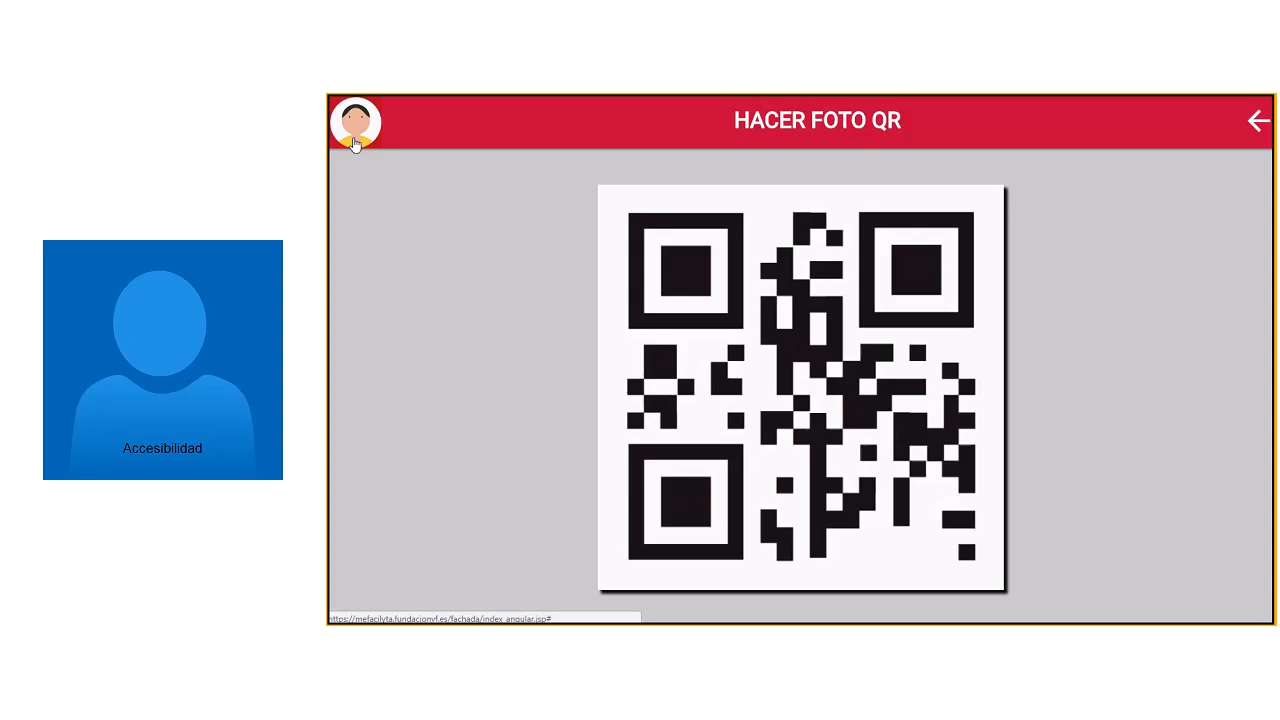 HACER FOTO QR
Accesibilidad
https://mefacilyta.fundacionvf.es/fachada/index_angular.jsp#